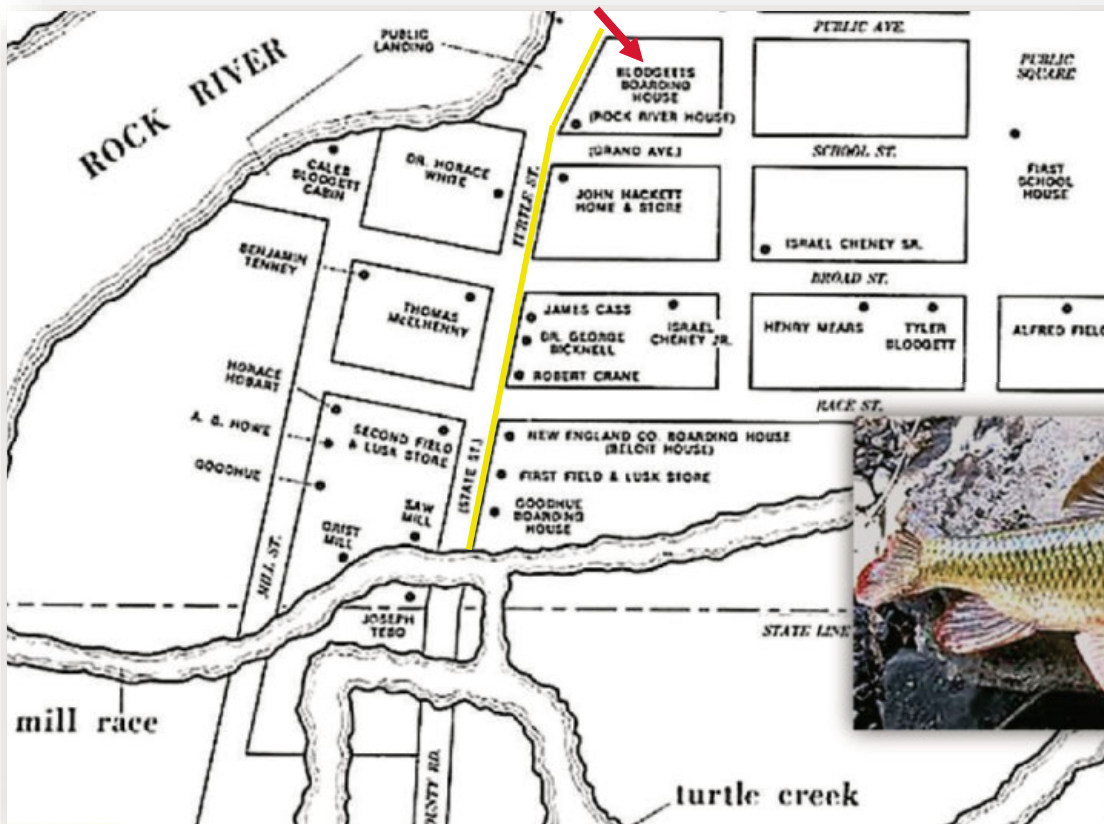 PUBLIC
LANDING
ROCK RIVER
PUBLIC AVE.
BLODGETTS
BOARDING
HOUSE
(ROCK RIVER HOUSE)
PUBLIC
SQUARE
CALEB
BLODGETT
CABIN
DR. HORACE
WHITE
TURTLE ST.
(GRAND AVE.)
SCHOOL ST.
FIRST
SCHOOL
HOUSE
JOHN HACKETT
HOME & STORE
ISRAEL CHENEY SR.
BENJAMIN
TENNEY
BROAD ST.
THOMAS
McELHENNY
JAMES CASS
DR. GEORGE
BICKNELL
ROBERT CRANE
ISRAEL
CHENEY JR.
HENRY MEARS
TYLER
BLODGETT
ALFRED FIELD
HORACE
HOBART
RACE ST.
A. G. HOWE
SECOND FIELD
& LUSK STORE
(STATE ST.)
NEW ENGLAND CO. BOARDING HOUSE
(BELOIT HOUSE)
GOODHUE
FIRST FIELD & LUSK STORE
GOODHUE
BOARDING
HOUSE
SAW
MILL
GRIST
MILL
MILL ST.
JOSEPH
TEBO
STATE LINE
mill race
turtle creek